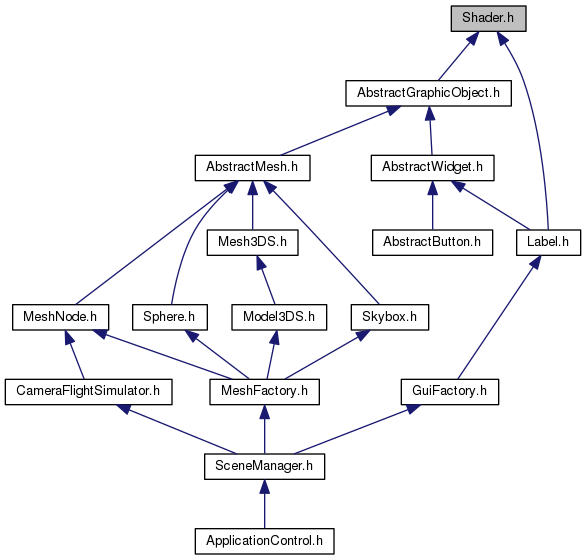 Shader.h
AbstractGraphicObject.h
AbstractMesh.h
AbstractWidget.h
Mesh3DS.h
AbstractButton.h
Label.h
MeshNode.h
Sphere.h
Model3DS.h
Skybox.h
CameraFlightSimulator.h
MeshFactory.h
GuiFactory.h
SceneManager.h
ApplicationControl.h